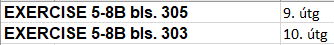 EXERCISE 5-8B bls. 305 9. útg
EXERCISE 5-8B bls. 303 10. útg